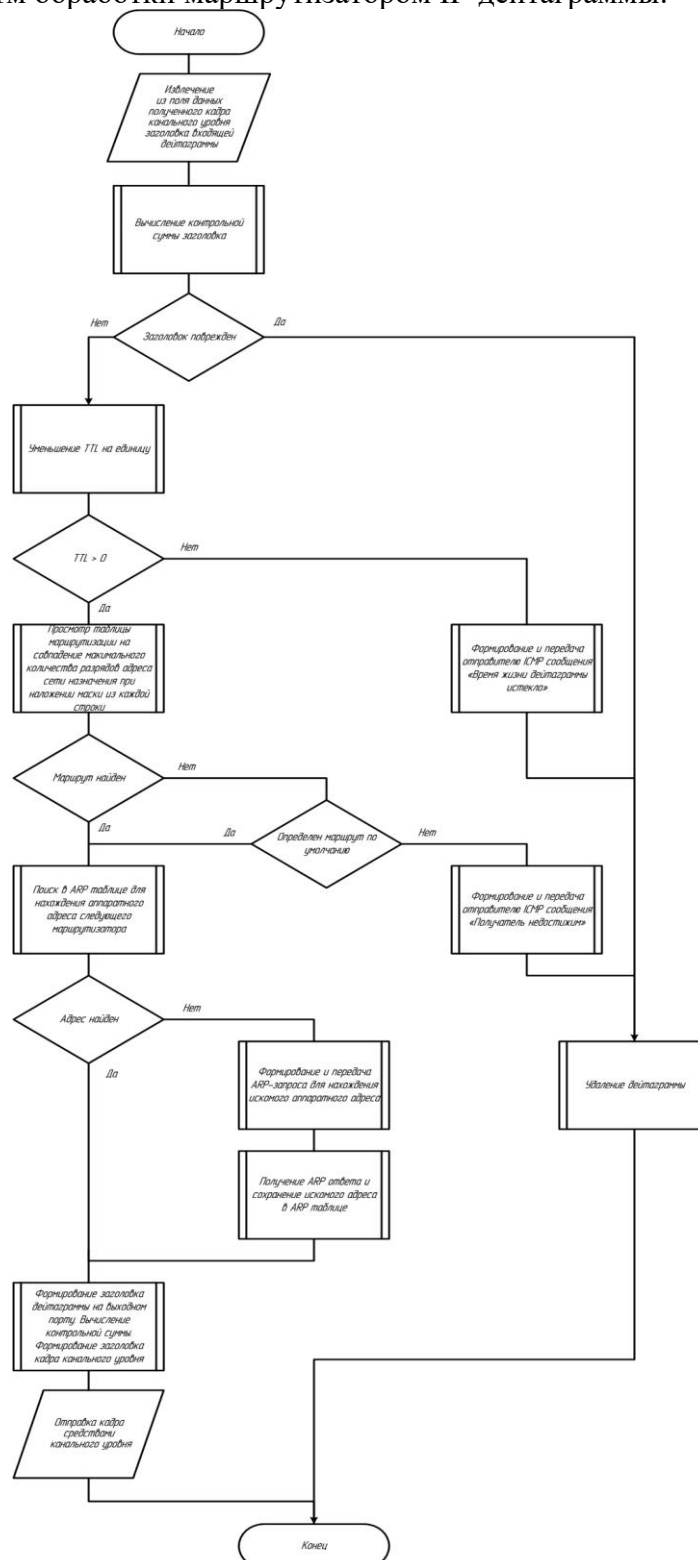 обработки маршрутизатором IP-дейтаграммы.
Начало
Извлечение
из поля данных
полученного кадра
канального уровня
заголовка входящей
дейтаграммы
Вычисление контрольной
суммы заголовка
Нет
Да
Заголовок поврежден
Уменьшение TTL на единицу
TTL > 0
Нет
Да
Просмотр таблицы
маршрутизации на
совпадение максимального
количества разрядов адреса
сети назначения при
наложении маски из каждой
строки
Формирование и передача
отправителю ICMP сообщения
«Время жизни дейтаграммы
истекло»
Маршрут найден
Нет
Да
Да
Определен маршрут по
умолчанию
Нет
Поиск в ARP таблице для
нахождения аппаратного
адреса следующего
маршрутизатора
Формирование и передача
отправителю ICMP сообщения
«Получатель недостижим»
Адрес найден
Нет
Да
Формирование и передача
ARP-запроса для нахождения
искомого аппаратного адреса
Удаление дейтаграммы
Получение ARP ответа и
сохранение искомого адреса
в ARP таблице
Формирование заголовка
дейтаграммы на выходном
порту. Вычисление
контрольной суммы.
Формирование заголовка
кадра канального уровня
Отправка кадра
средствами
канального уровня
Конец